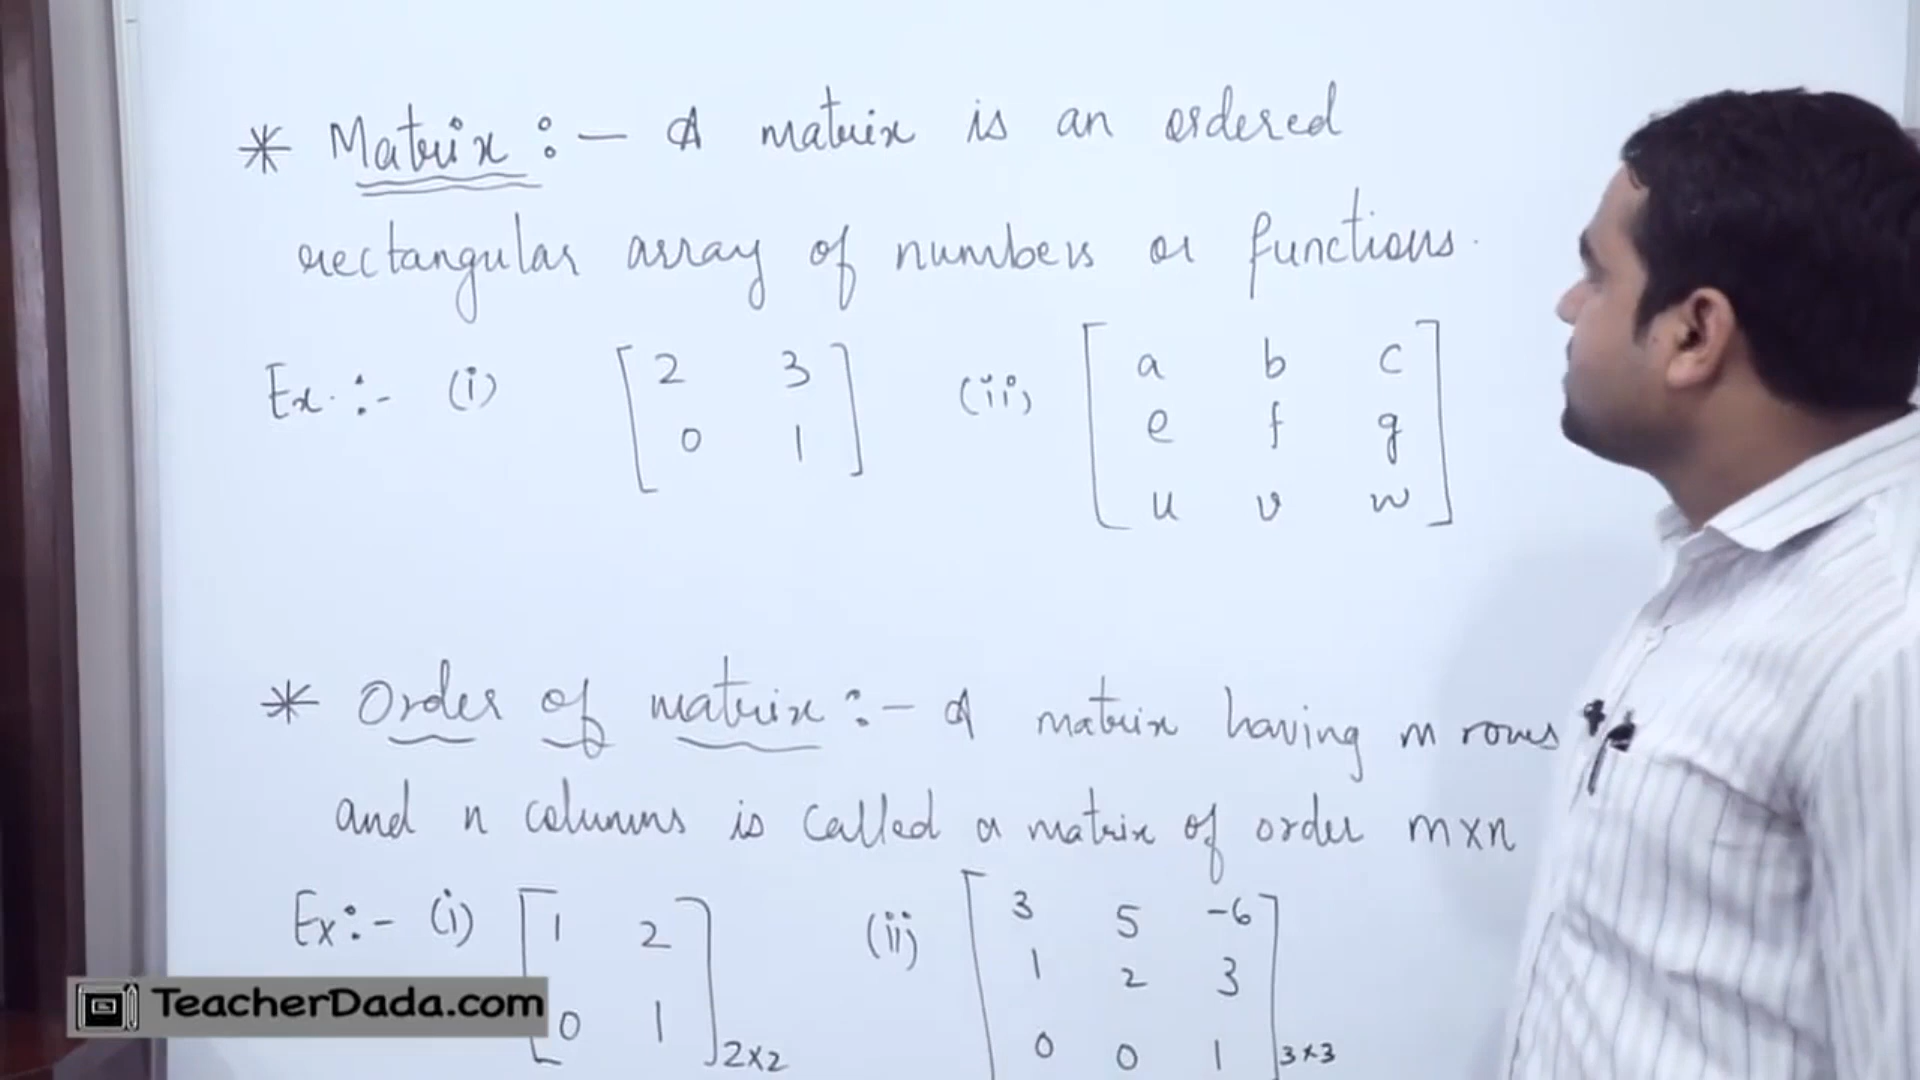 * Matrix :- A matrix is an ordered
rectangular array of numbers or functions.
Ex. :- (i) [ 2 3 (ii) [ a b c
0 1 ] e f g
u v w ]
* Order of matrix :- A matrix having m rows
and n columns is called a matrix of order m×n
Ex :- (i) [ 1 2 (ii) [ 3 5 -6
1 2 3
0 1 ] 2×2 0 0 1 ] 3×3
TeacherDada.com